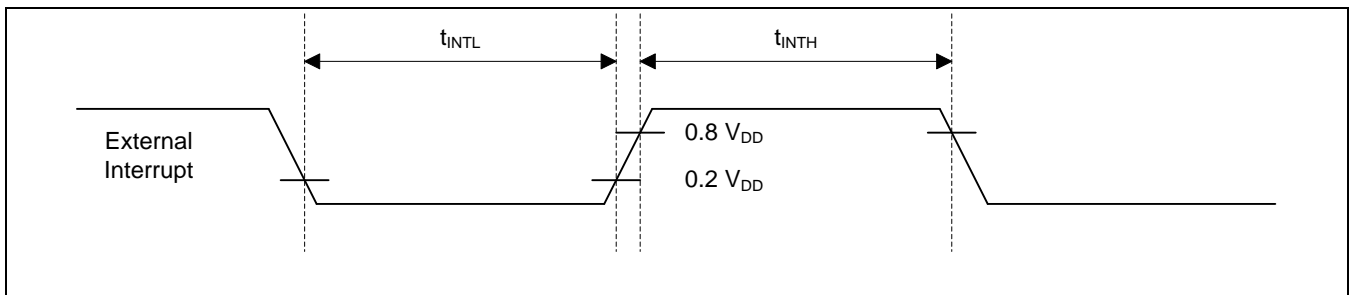 tINTL
tINTH
External
Interrupt
0.8 VDD
0.2 VDD